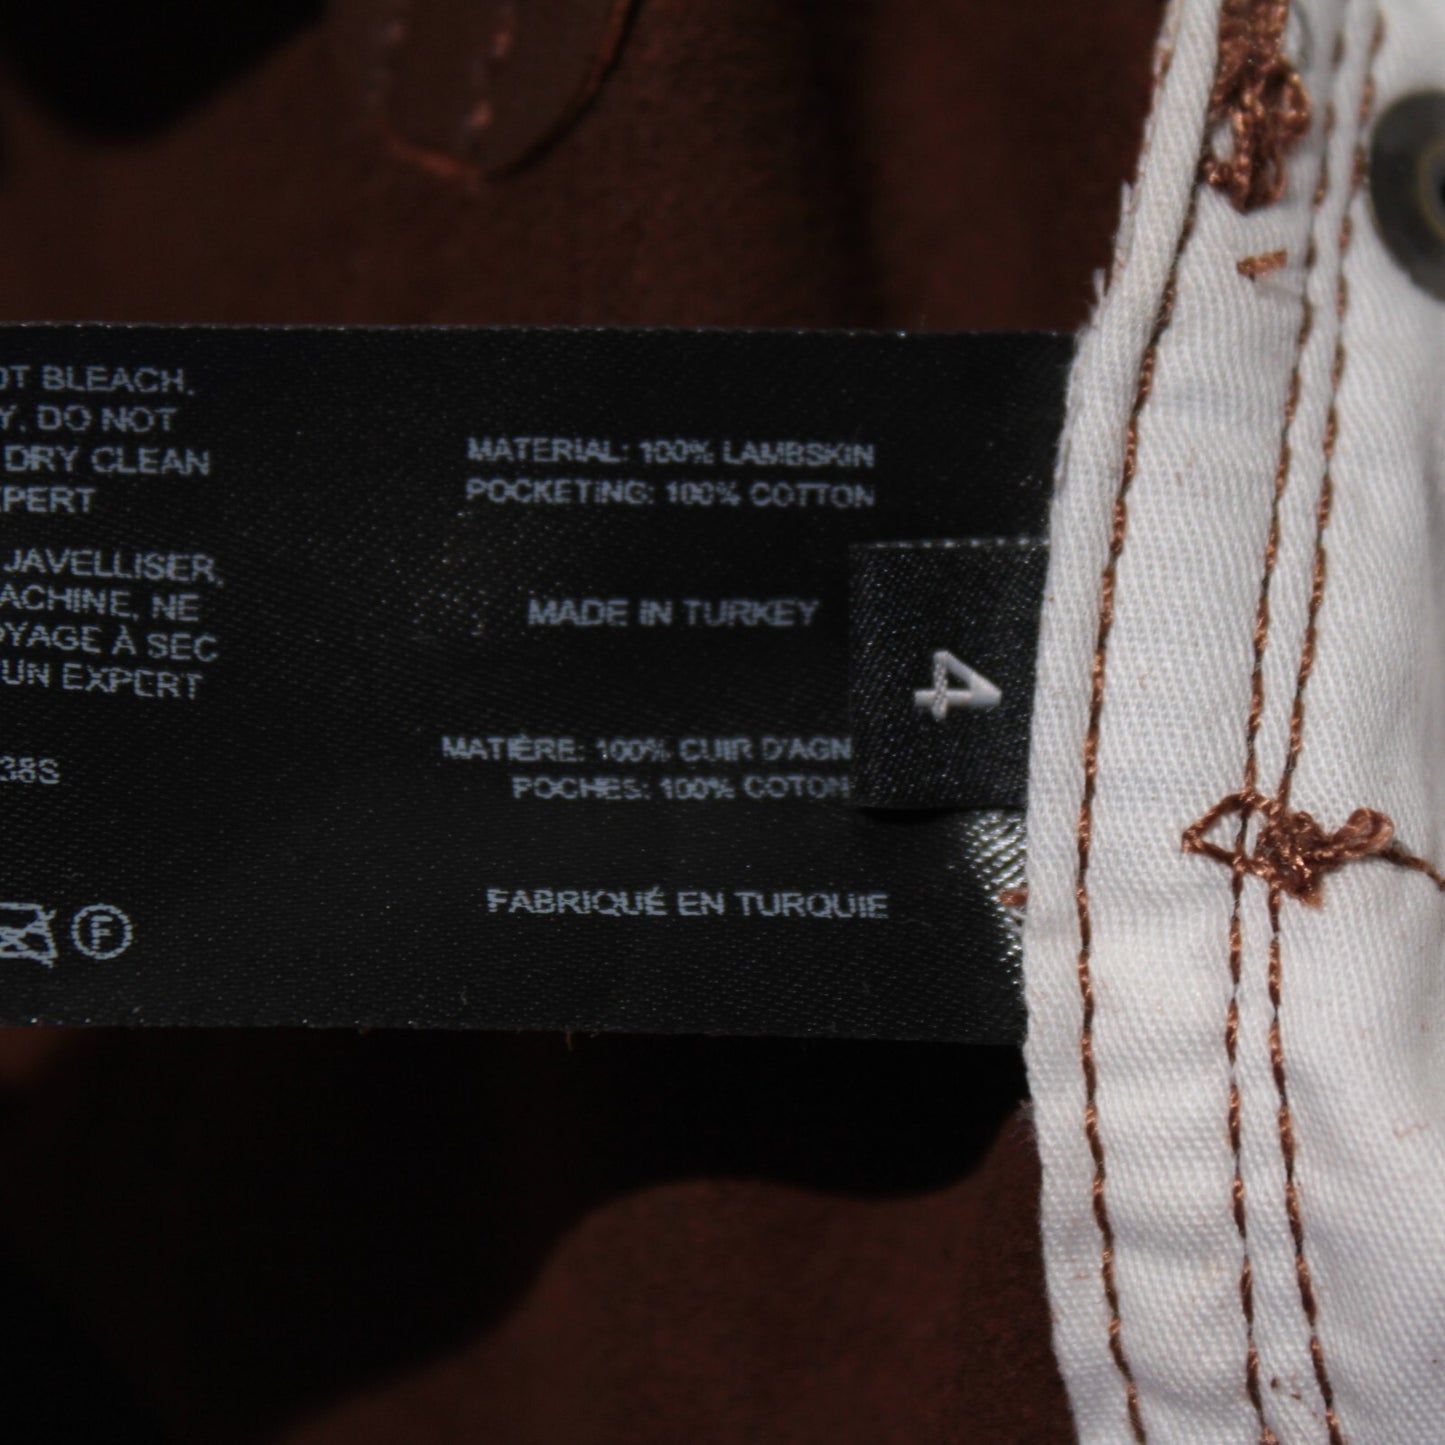 OT BLEACH,
Y. DO NOT
DRY CLEAN
PERT
JAVELLISER,
ACHINE, NE
OYAGE À SEC
UN EXPERT
38S
F
MATERIAL: 100% LAMBSKIN
POCKETING: 100% COTTON
MADE IN TURKEY
MATIÈRE: 100% CUIR D'AGN
POCHES: 100% COTON
FABRIQUÉ EN TURQUIE
4